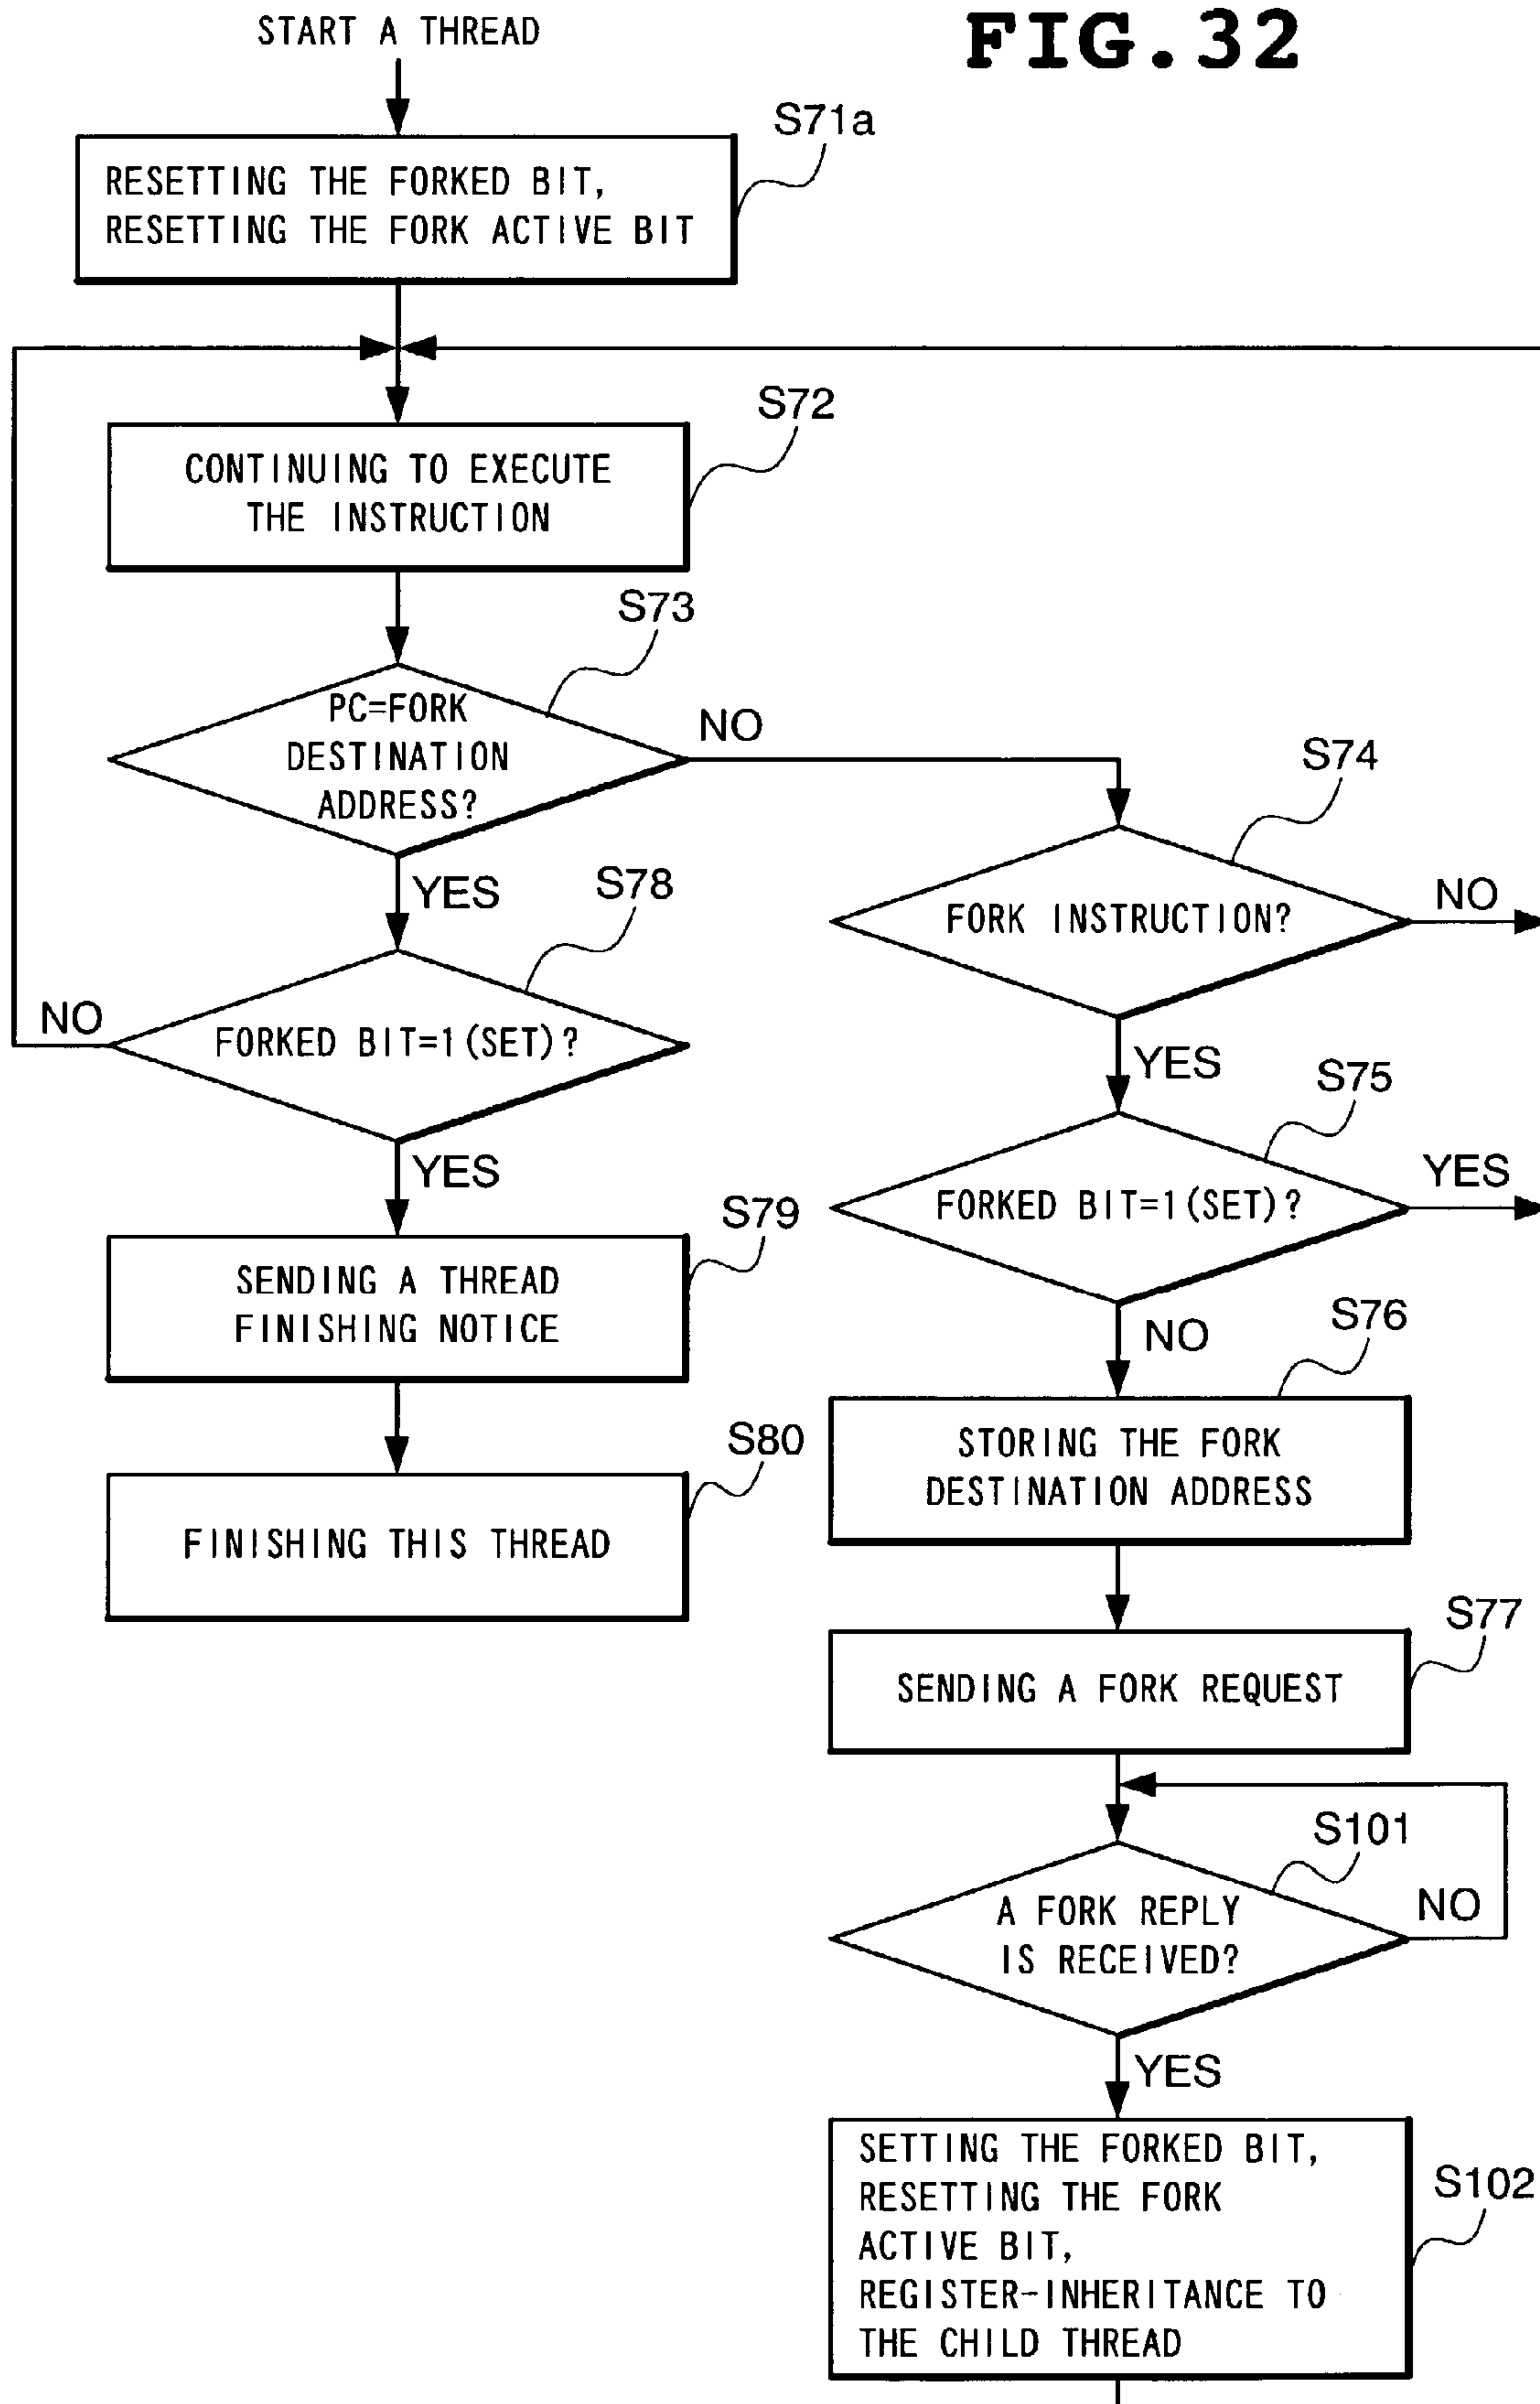 START A THREAD
FIG.32
S71a
RESETTING THE FORKED BIT,
RESETTING THE FORK ACTIVE BIT
S72
CONTINUING TO EXECUTE
THE INSTRUCTION
S73
PC=FORK
DESTINATION
ADDRESS?
NO
YES
S74
FORK INSTRUCTION?
NO
YES
S78
FORKED BIT=1(SET)?
NO
YES
S75
FORKED BIT=1(SET)?
YES
NO
S79
SENDING A THREAD
FINISHING NOTICE
S80
FINISHING THIS THREAD
S76
STORING THE FORK
DESTINATION ADDRESS
S77
SENDING A FORK REQUEST
S101
A FORK REPLY
IS RECEIVED?
NO
YES
S102
SETTING THE FORKED BIT,
RESETTING THE FORK
ACTIVE BIT,
REGISTER-INHERITANCE TO
THE CHILD THREAD